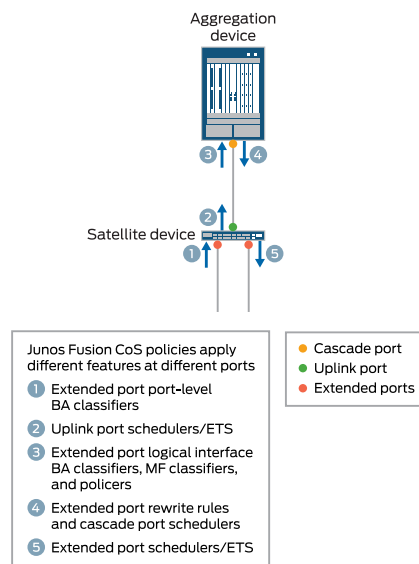 Aggregation
device
3
4
2
Satellite device
1
5
Junos Fusion CoS policies apply
different features at different ports
1 Extended port port-level
BA classifiers
2 Uplink port schedulers/ETS
3 Extended port logical interface
BA classifiers, MF classifiers,
and policers
4 Extended port rewrite rules
and cascade port schedulers
5 Extended port schedulers/ETS
Cascade port
Uplink port
Extended ports